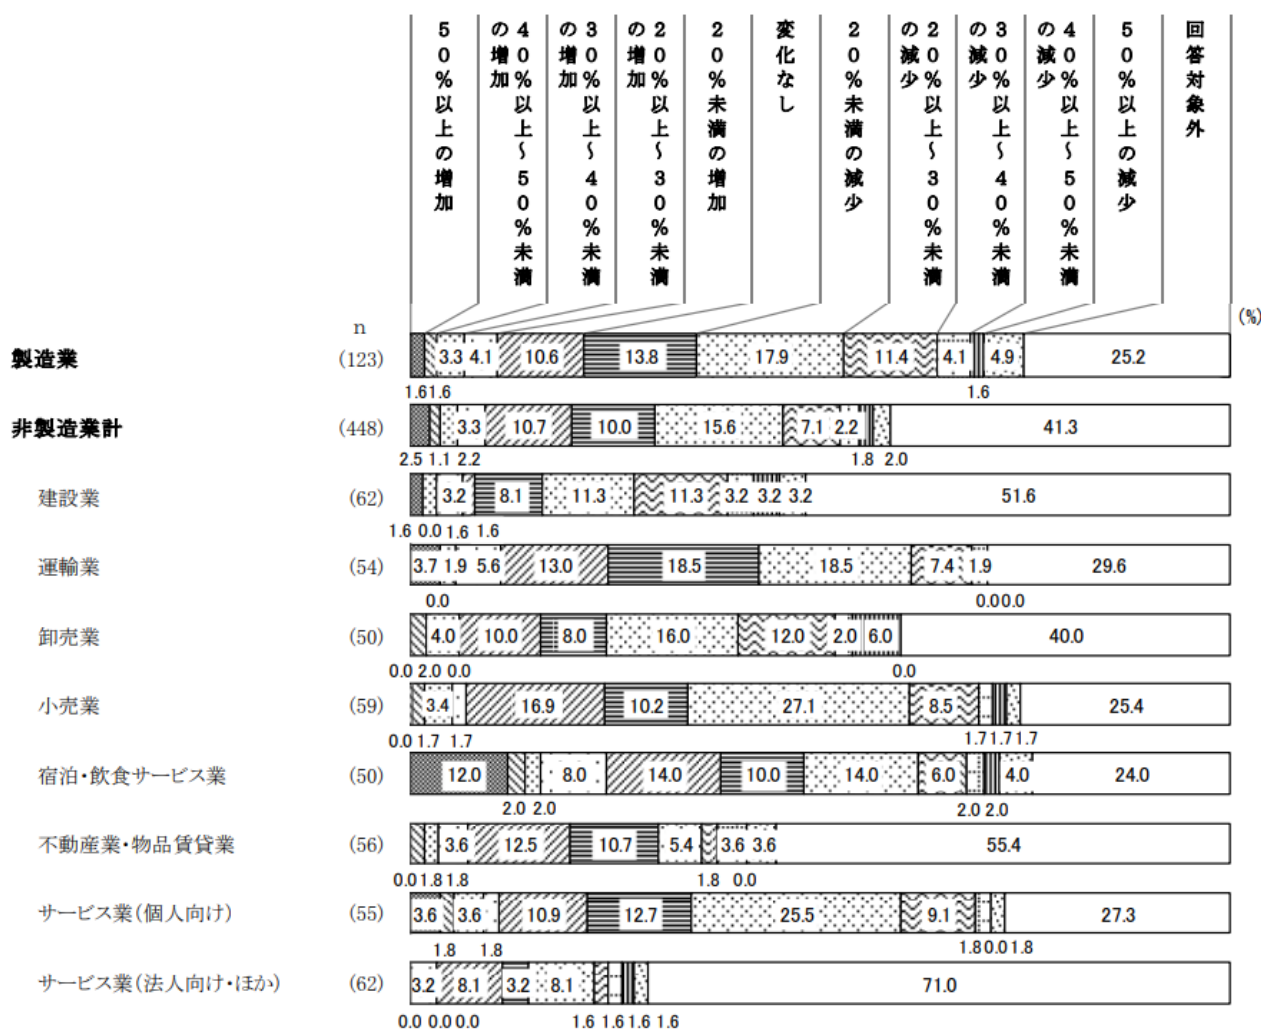 50%以上の増加
40%以上～50%未満の増加
30%以上～40%未満の増加
20%以上～30%未満の増加
20%未満の増加
変化なし
20%未満の減少
20%以上～30%未満の減少
30%以上～40%未満の減少
40%以上～50%未満の減少
50%以上の減少
回答対象外
n
(%)
製造業 (123) 3.3 4.1 10.6 13.8 17.9 11.4 4.1 4.9 25.2
1.6 1.6 1.6
非製造業計 (448) 3.3 10.7 10.0 15.6 7.1 2.2 41.3
2.5 1.1 2.2 1.8 2.0
建設業 (62) 3.2 8.1 11.3 11.3 3.2 3.2 3.2 51.6
1.6 0.0 1.6 1.6
運輸業 (54) 3.7 1.9 5.6 13.0 18.5 18.5 7.4 1.9 29.6
0.0 0.0 0.0
卸売業 (50) 4.0 10.0 8.0 16.0 12.0 2.0 6.0 40.0
0.0 2.0 0.0 0.0
小売業 (59) 3.4 16.9 10.2 27.1 8.5 25.4
0.0 1.7 1.7 1.7 1.7 1.7
宿泊・飲食サービス業 (50) 12.0 8.0 14.0 10.0 14.0 6.0 4.0 24.0
2.0 2.0 2.0 2.0
不動産業・物品賃貸業 (56) 3.6 12.5 10.7 5.4 3.6 3.6 55.4
0.0 1.8 1.8 1.8 0.0
サービス業（個人向け） (55) 3.6 3.6 10.9 12.7 25.5 9.1 27.3
1.8 1.8 1.8 0.0 1.8
サービス業（法人向け・ほか） (62) 3.2 8.1 3.2 8.1 71.0
0.0 0.0 0.0 1.6 1.6 1.6 1.6